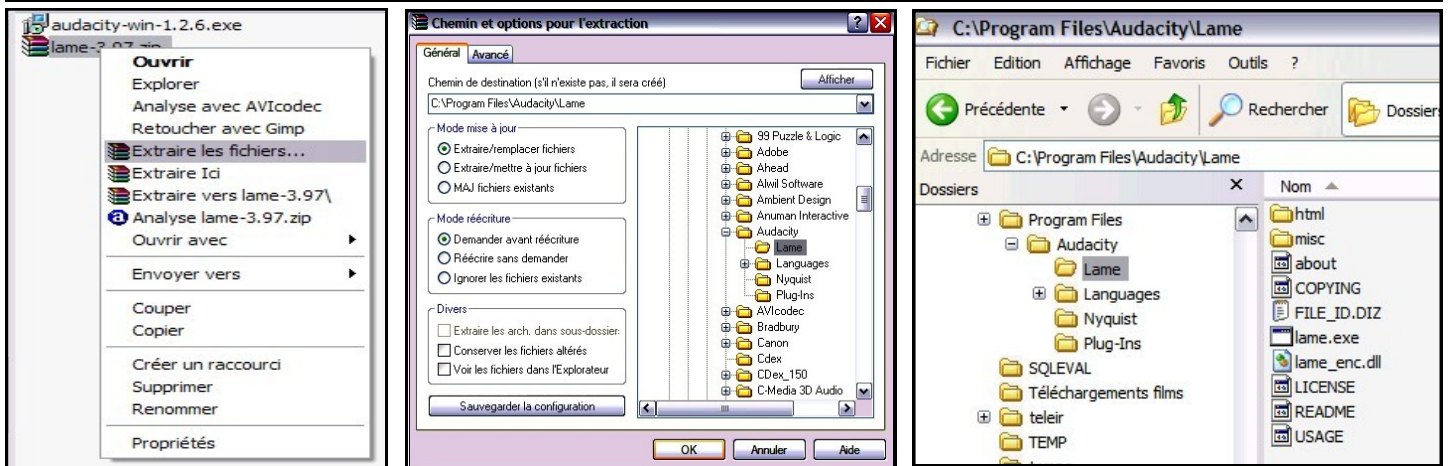 audacity-win-1.2.6.exe
lame-3.97.zip
Ouvrir
Explorer
Analyse avec AVIcodec
Retoucher avec Gimp
Extraire les fichiers...
Extraire Ici
Extraire vers lame-3.97\
Analyse lame-3.97.zip
Ouvrir avec
Envoyer vers
Couper
Copier
Créer un raccourci
Supprimer
Renommer
Propriétés
Chemin et options pour l'extraction
Général Avancé
Chemin de destination (s'il n'existe pas, il sera créé)
Afficher
C:\Program Files\Audacity\Lame
Mode mise à jour
Extraire/remplacer fichiers
Extraire/mettre à jour fichiers
MAJ fichiers existants
Mode réécriture
Demander avant réécriture
Réécrire sans demander
Ignorer les fichiers existants
Divers
Extraire les arch. dans sous-dossier:
Conserver les fichiers altérés
Voir les fichiers dans l'Explorateur
Sauvegarder la configuration
99 Puzzle & Logic
Adobe
Ahead
Alwil Software
Ambient Design
Anuman Interactive
Audacity
Lame
Languages
Nyquist
Plug-Ins
AVIcodec
Bradbury
Canon
Cdex
CDex_150
C-Media 3D Audio
OK Annuler Aide
C:\Program Files\Audacity\Lame
Fichier Edition Affichage Favoris Outils ?
Précédente Rechercher Dossiers
Adresse C:\Program Files\Audacity\Lame
Dossiers X
Program Files
Audacity
Lame
Languages
Nyquist
Plug-Ins
SQLEVAL
Téléchargements films
teleir
TEMP
Nom
html
misc
about
COPYING
FILE_ID.DIZ
lame.exe
lame_enc.dll
LICENSE
README
USAGE